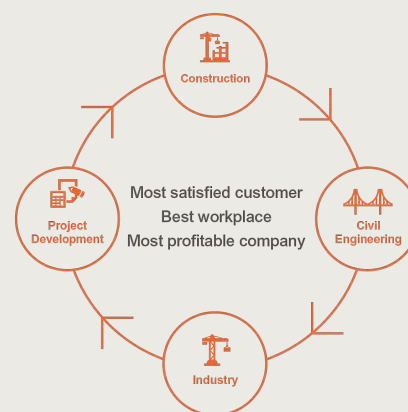 Construction
Most satisfied customer
Best workplace
Most profitable company
Project
Development
Civil
Engineering
Industry